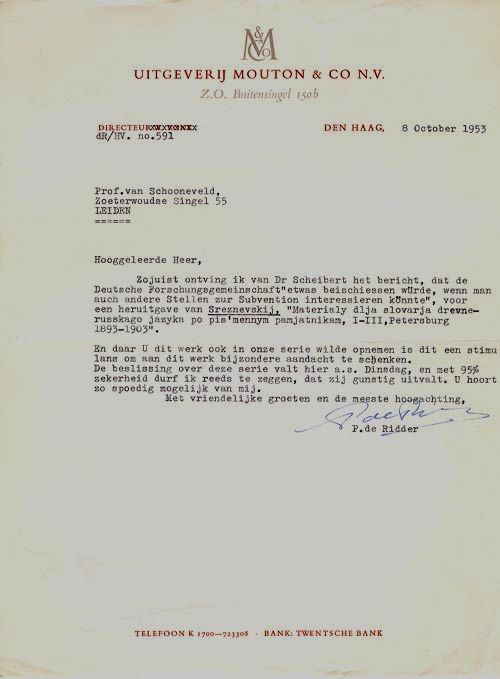 M&Co
UITGEVERIJ MOUTON & CO N.V.
Z.O. Buitensingel 150b
DIRECTEUR
DEN HAAG, 8 October 1953
dR/HV. no.591
Prof.van Schooneveld,
Zoeterwoudse Singel 55
LEIDEN
======
Hooggeleerde Heer,
Zojuist ontving ik van Dr Scheibert het bericht, dat de
Deutsche Forschungsgemeinschaft"etwas beischiessen würde, wenn man
auch andere Stellen zur Subvention interessieren könnte", voor
een heruitgave van Sreznevskij, "Materialy dlja slovarja drevne-
russkago jazyka po pis'mennym pamjatnikam, I-III,Petersburg
1893-1903".
En daar U dit werk ook in onze serie wilde opnemen is dit een stimu
lans om aan dit werk bijzondere aandacht te schenken.
De beslissing over deze serie valt hier a.s. Dinsdag, en met 95%
zekerheid durf ik reeds te zeggen, dat zij gunstig uitvalt. U hoort
zo spoedig mogelijk van mij.
Met vriendelijke groeten en de meeste hoogachting,
P.de Ridder
TELEFOON K 1700—723308 · BANK: TWENTSCHE BANK